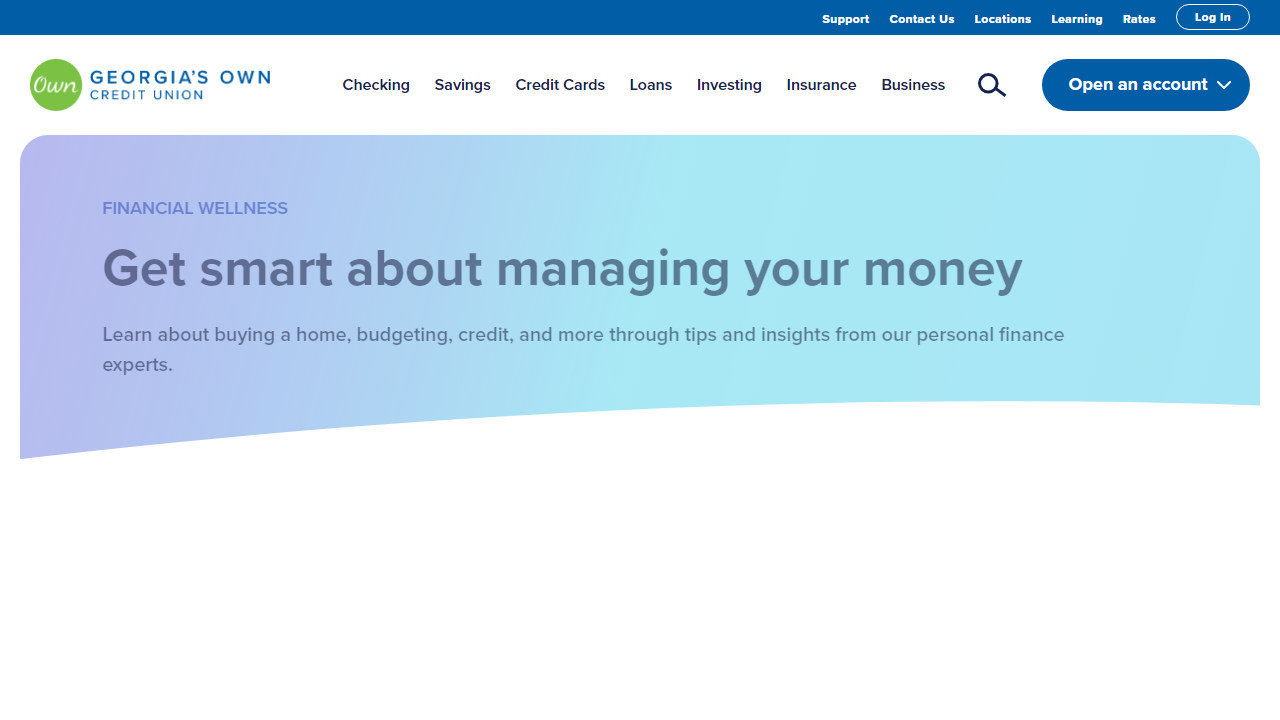 Support Contact Us Locations Learning Rates Log In
Own GEORGIA'S OWN
CREDIT UNION
Checking Savings Credit Cards Loans Investing Insurance Business Open an account
FINANCIAL WELLNESS
Get smart about managing your money
Learn about buying a home, budgeting, credit, and more through tips and insights from our personal finance
experts.